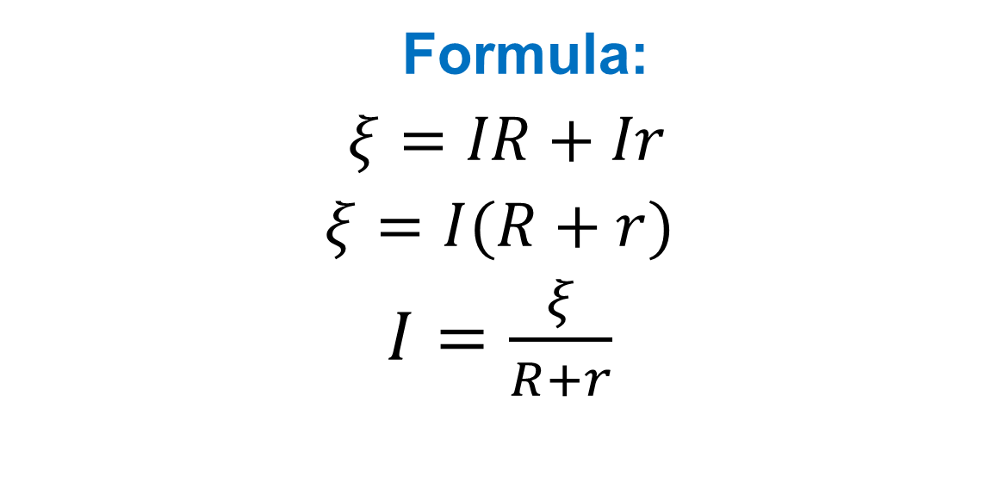 Formula:
ξ = IR + Ir
ξ = I(R + r)
I = ξ / R+r